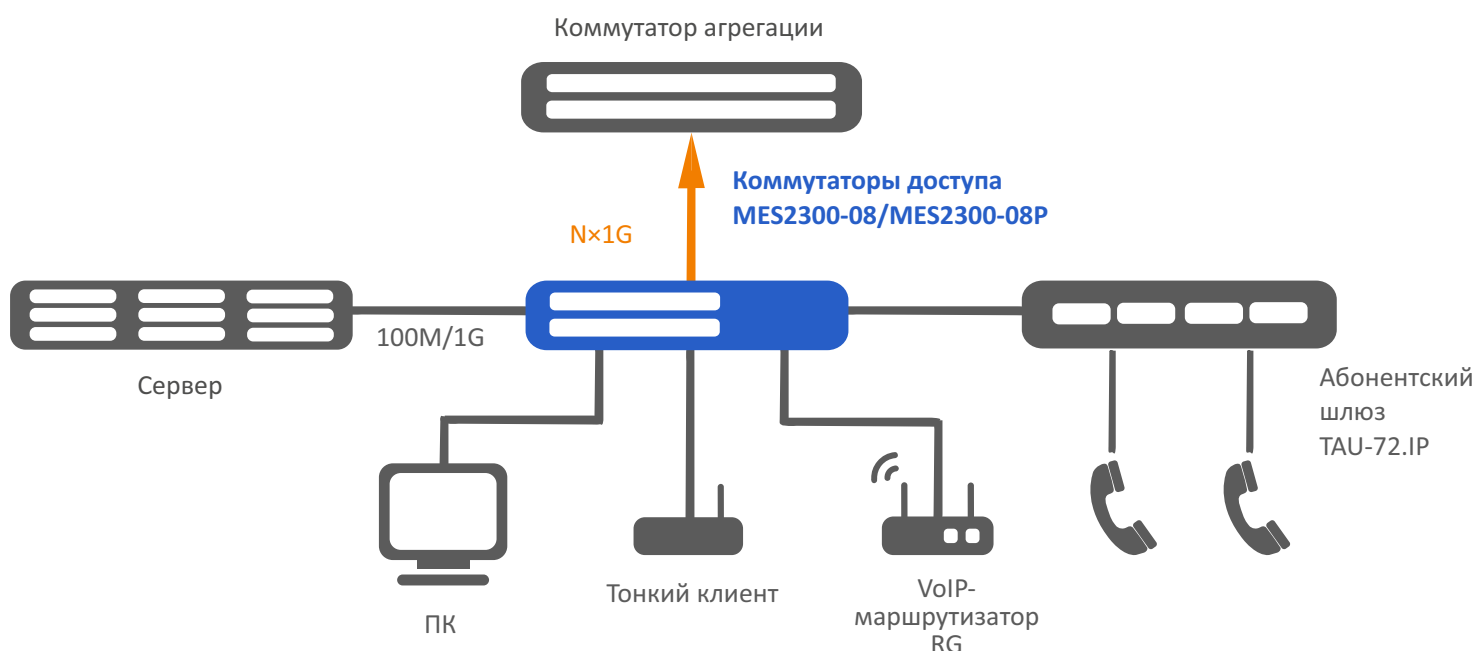 Коммутатор агрегации
Коммутаторы доступа
MES2300-08/MES2300-08P
N×1G
100M/1G
Сервер
Абонентский
шлюз
TAU-72.IP
ПК
Тонкий клиент
VoIP-
маршрутизатор
RG